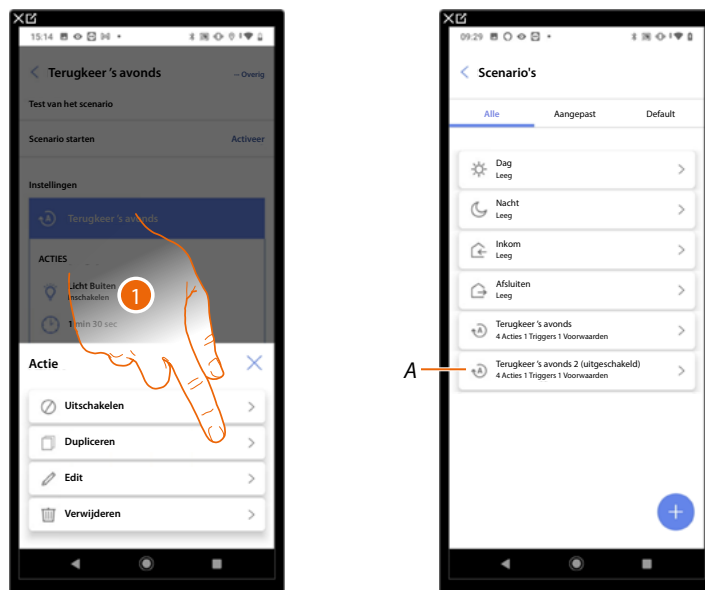 15:14
Terugkeer 's avonds
··· Overig
Test van het scenario
Scenario starten
Activeer
Instellingen
Terugkeer 's avonds
ACTIES
Licht Buiten
Inschakelen
1 min 30 sec
1
Actie
Uitschakelen
Dupliceren
Edit
Verwijderen
09:29
Scenario's
Alle
Aangepast
Default
Dag
Leeg
Nacht
Leeg
Inkom
Leeg
Afsluiten
Leeg
Terugkeer 's avonds
4 Acties 1 Triggers 1 Voorwaarden
A
Terugkeer 's avonds 2 (uitgeschakeld)
4 Acties 1 Triggers 1 Voorwaarden